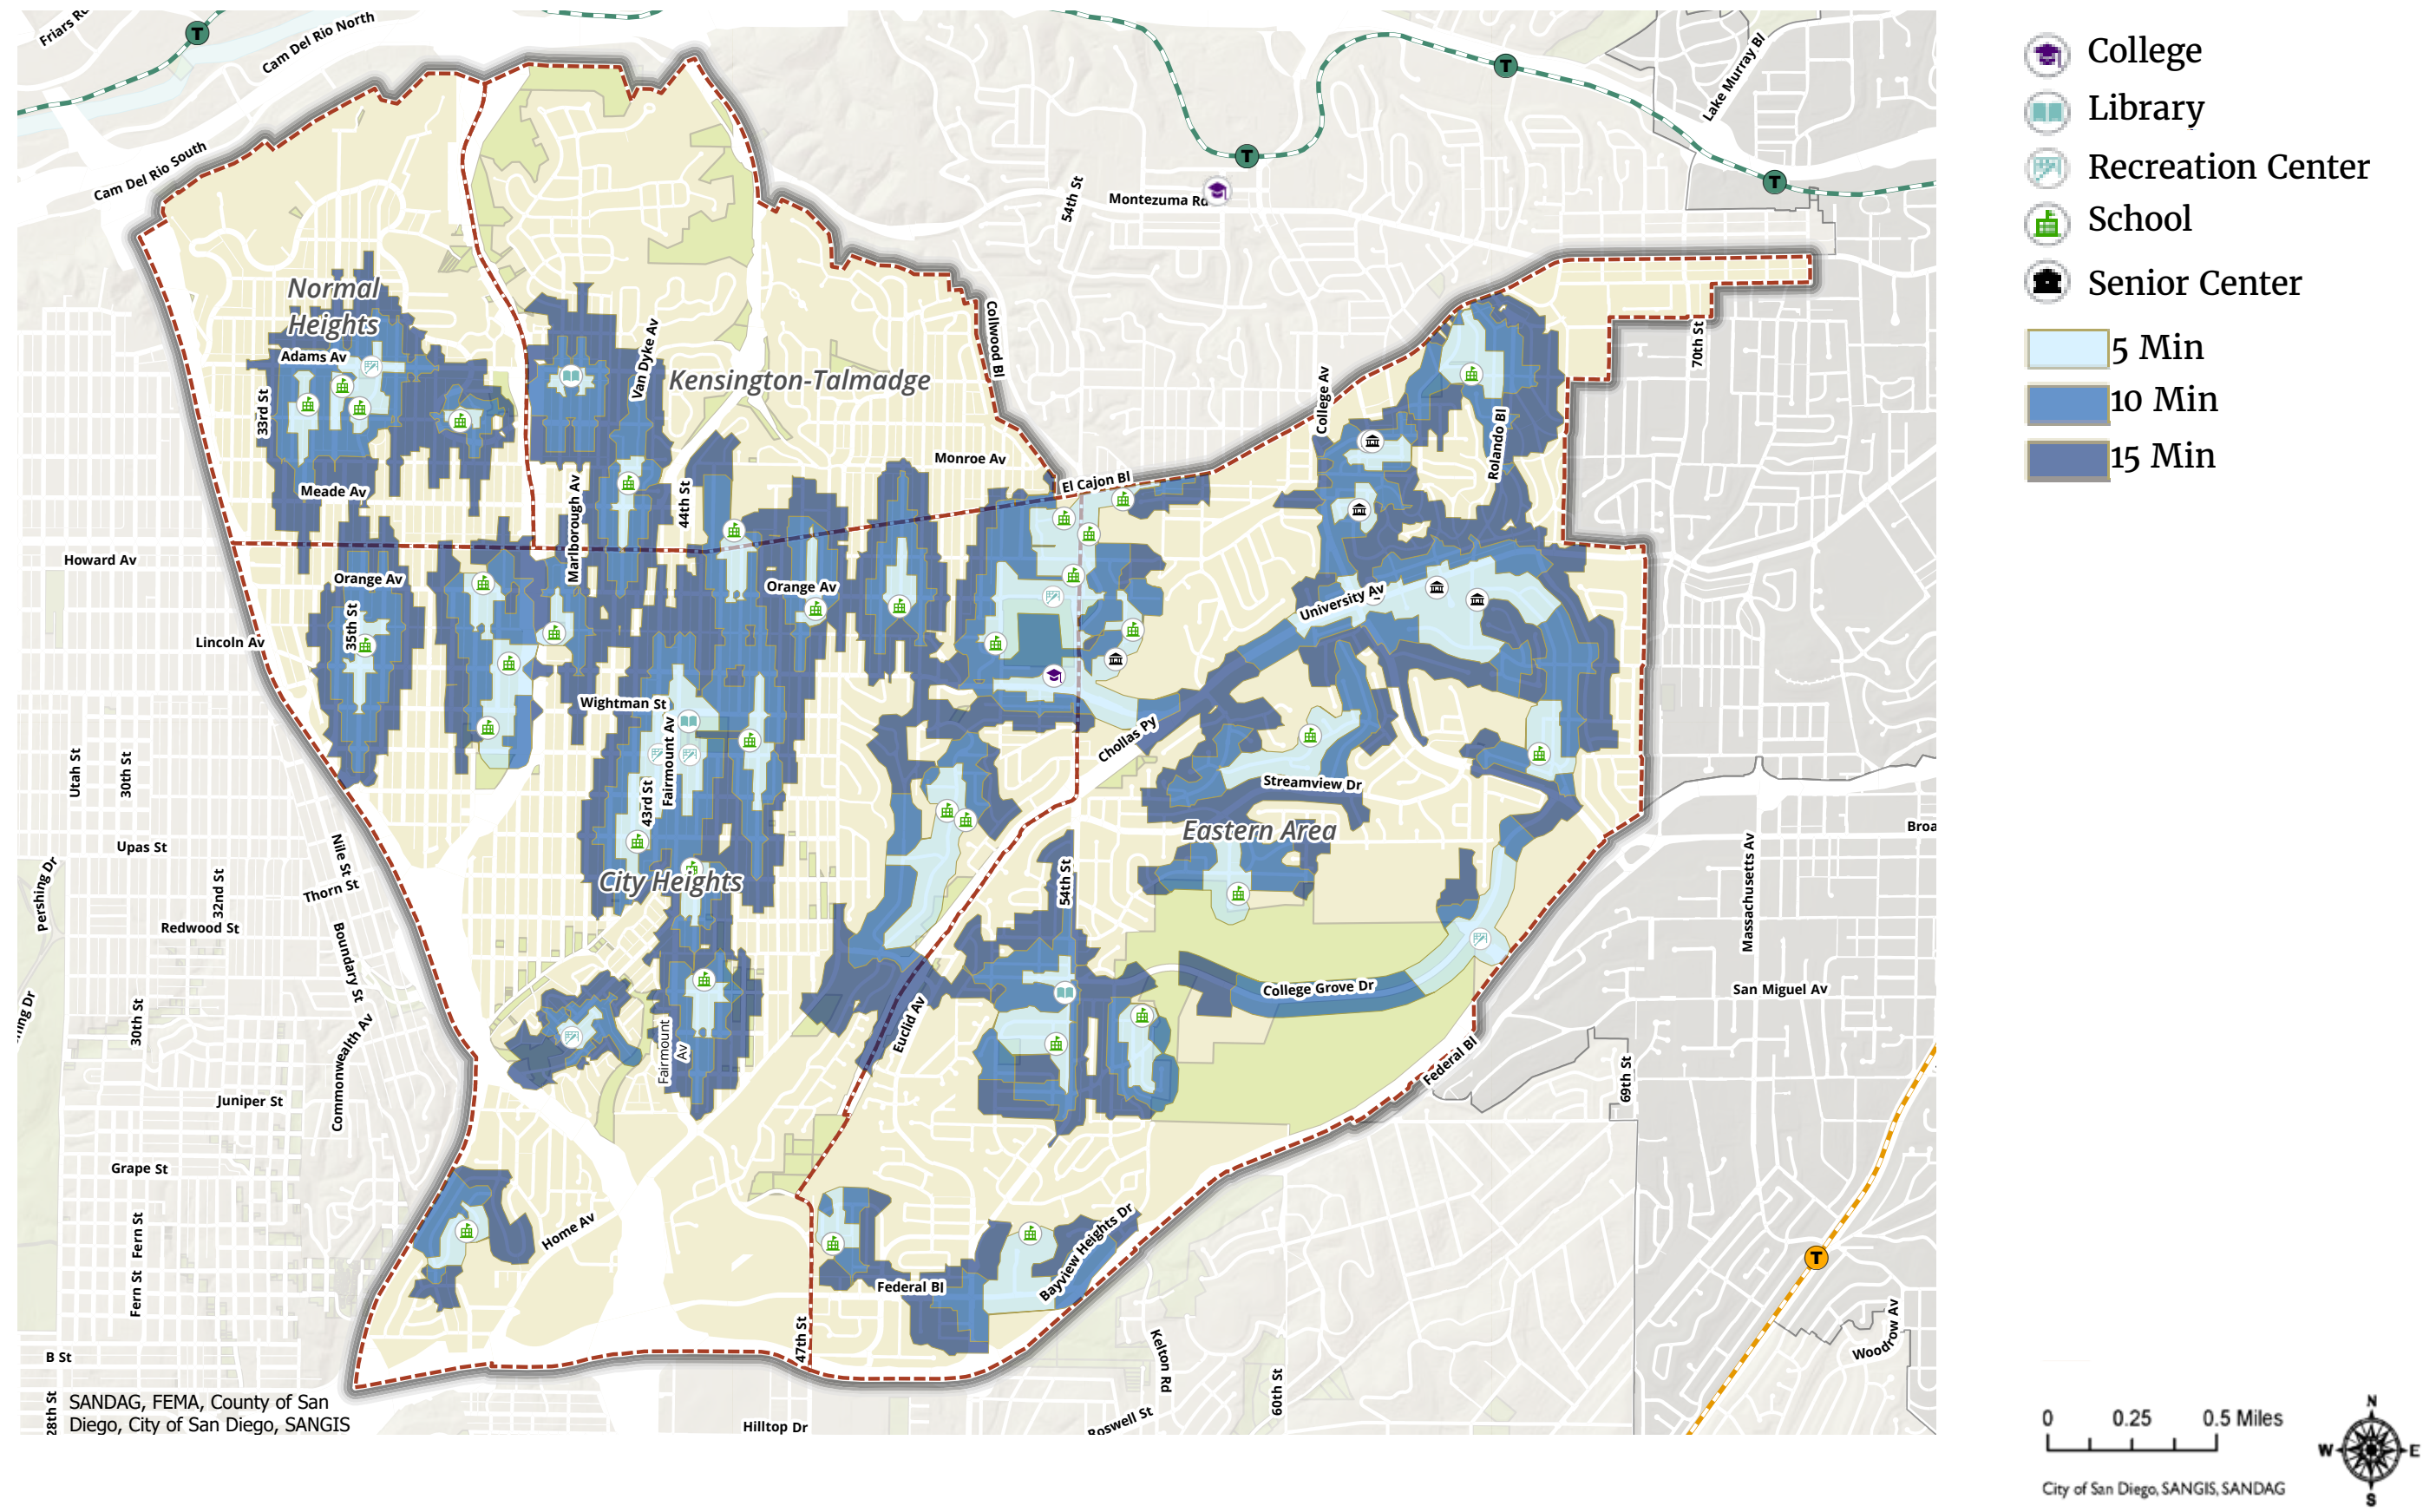 Friars Rd
Cam Del Rio North
Cam Del Rio South
T
T
T
T
Lake Murray Bl
54th St
Montezuma Rd
Collwood Bl
70th St
Normal
Heights
Adams Av
33rd St
Van Dyke Av
Kensington-Talmadge
College Av
Rolando Bl
Meade Av
Marlborough Av
44th St
Monroe Av
El Cajon Bl
Howard Av
Orange Av
Orange Av
University Av
35th St
Lincoln Av
Wightman St
Fairmount Av
43rd St
Chollas Py
Streamview Dr
Utah St
30th St
Eastern Area
Upas St
Nile St
Thorn St
32nd St
Pershing Dr
Redwood St
Boundary St
City Heights
54th St
Massachusetts Av
Broa
College Grove Dr
San Miguel Av
ning Dr
30th St
Commonwealth Av
Fairmount
Av
Euclid Av
Federal Bl
69th St
Juniper St
Grape St
Fern St
Fern St
Home Av
Federal Bl
Bayview Heights Dr
47th St
T
Woodrow Av
B St
28th St
Kelton Rd
60th St
Hilltop Dr
Roswell St
SANDAG, FEMA, County of San
Diego, City of San Diego, SANGIS
College
Library
Recreation Center
School
Senior Center
5 Min
10 Min
15 Min
0 0.25 0.5 Miles
City of San Diego, SANGIS, SANDAG
N
W E
S